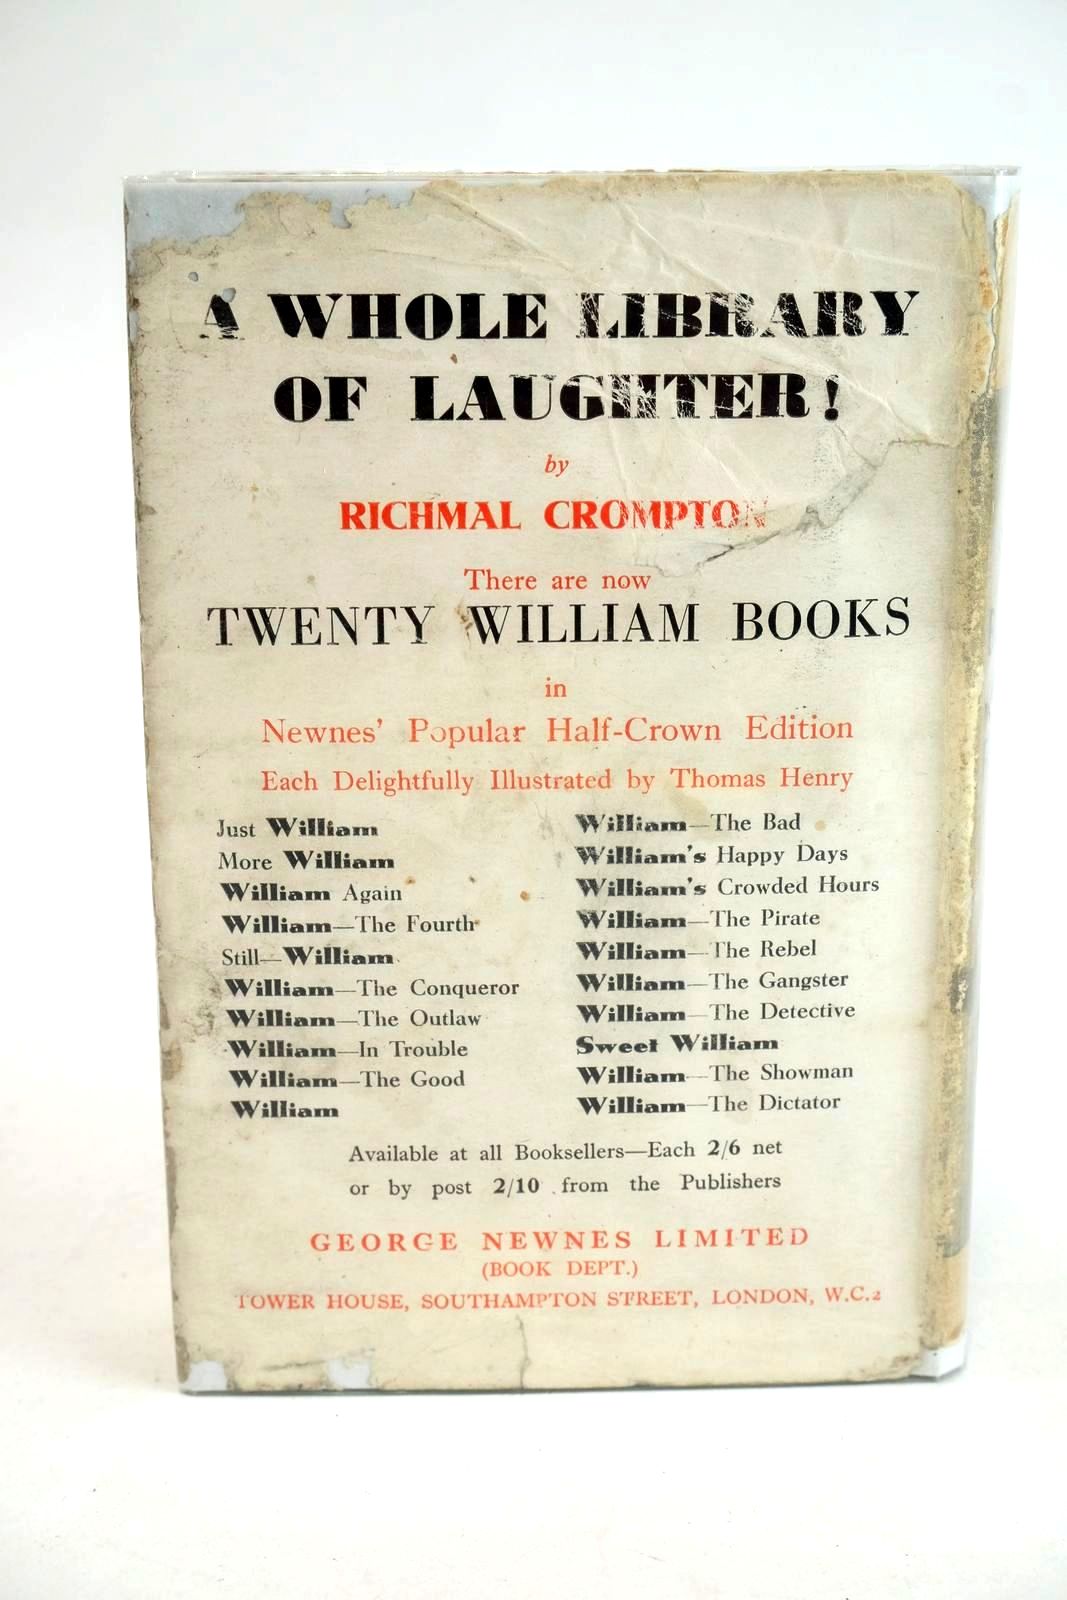 A WHOLE LIBRARY
OF LAUGHTER!
by
RICHMAL CROMPTON
There are now
TWENTY WILLIAM BOOKS
in
Newnes' Popular Half-Crown Edition
Each Delightfully Illustrated by Thomas Henry
Just William
More William
William Again
William—The Fourth
Still—William
William—The Conqueror
William—The Outlaw
William—In Trouble
William—The Good
William
William—The Bad
William's Happy Days
William's Crowded Hours
William—The Pirate
William—The Rebel
William—The Gangster
William—The Detective
Sweet William
William—The Showman
William—The Dictator
Available at all Booksellers—Each 2/6 net
or by post 2/10 from the Publishers
GEORGE NEWNES LIMITED
(BOOK DEPT.)
TOWER HOUSE, SOUTHAMPTON STREET, LONDON, W.C.2